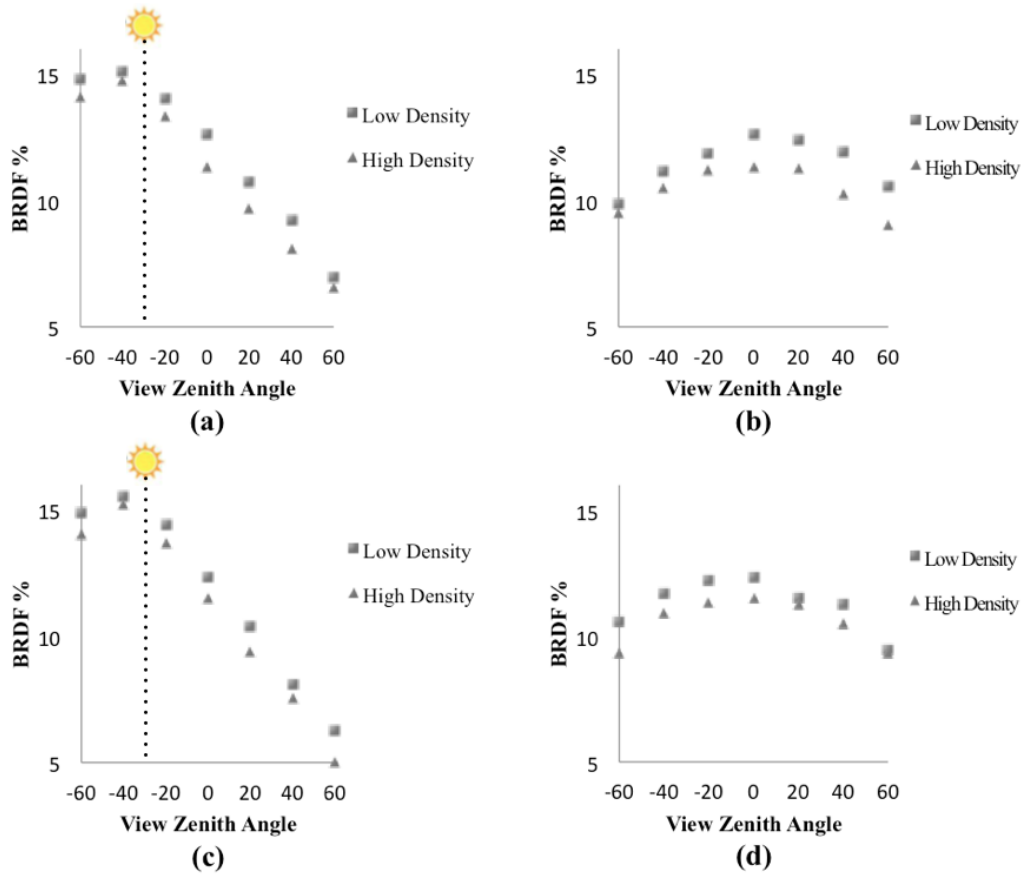 15
10
5
BRDF %
Low Density
High Density
-60 -40 -20 0 20 40 60
View Zenith Angle
(a)
15
10
5
BRDF %
Low Density
High Density
-60 -40 -20 0 20 40 60
View Zenith Angle
(b)
15
10
5
BRDF %
Low Density
High Density
-60 -40 -20 0 20 40 60
View Zenith Angle
(c)
15
10
5
BRDF %
Low Density
High Density
-60 -40 -20 0 20 40 60
View Zenith Angle
(d)